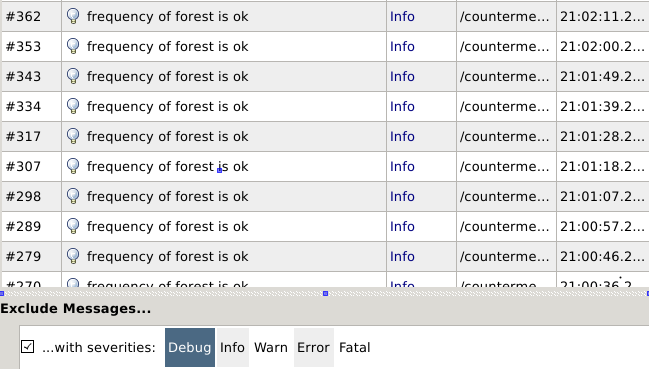 #362 frequency of forest is ok Info /counterme... 21:02:11.2...
#353 frequency of forest is ok Info /counterme... 21:02:00.2...
#343 frequency of forest is ok Info /counterme... 21:01:49.2...
#334 frequency of forest is ok Info /counterme... 21:01:39.2...
#317 frequency of forest is ok Info /counterme... 21:01:28.2...
#307 frequency of forest is ok Info /counterme... 21:01:18.2...
#298 frequency of forest is ok Info /counterme... 21:01:07.2...
#289 frequency of forest is ok Info /counterme... 21:00:57.2...
#279 frequency of forest is ok Info /counterme... 21:00:46.2...
#270 frequency of forest is ok Info /counterme... 21:00:36.2...
Exclude Messages...
...with severities: Debug Info Warn Error Fatal